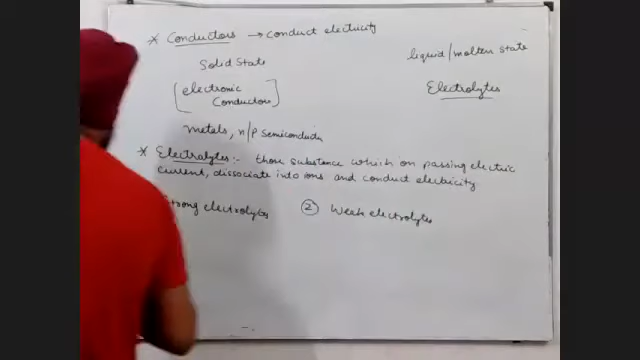 * Conductors → conduct electricity
Solid State
liquid/molten state
[electronic
Conductors]
Electrolytes
metals, n/p semiconductor
* Electrolytes:- those substance which on passing electric
current, dissociate into ions and conduct electricity
strong electrolytes ② Weak electrolytes